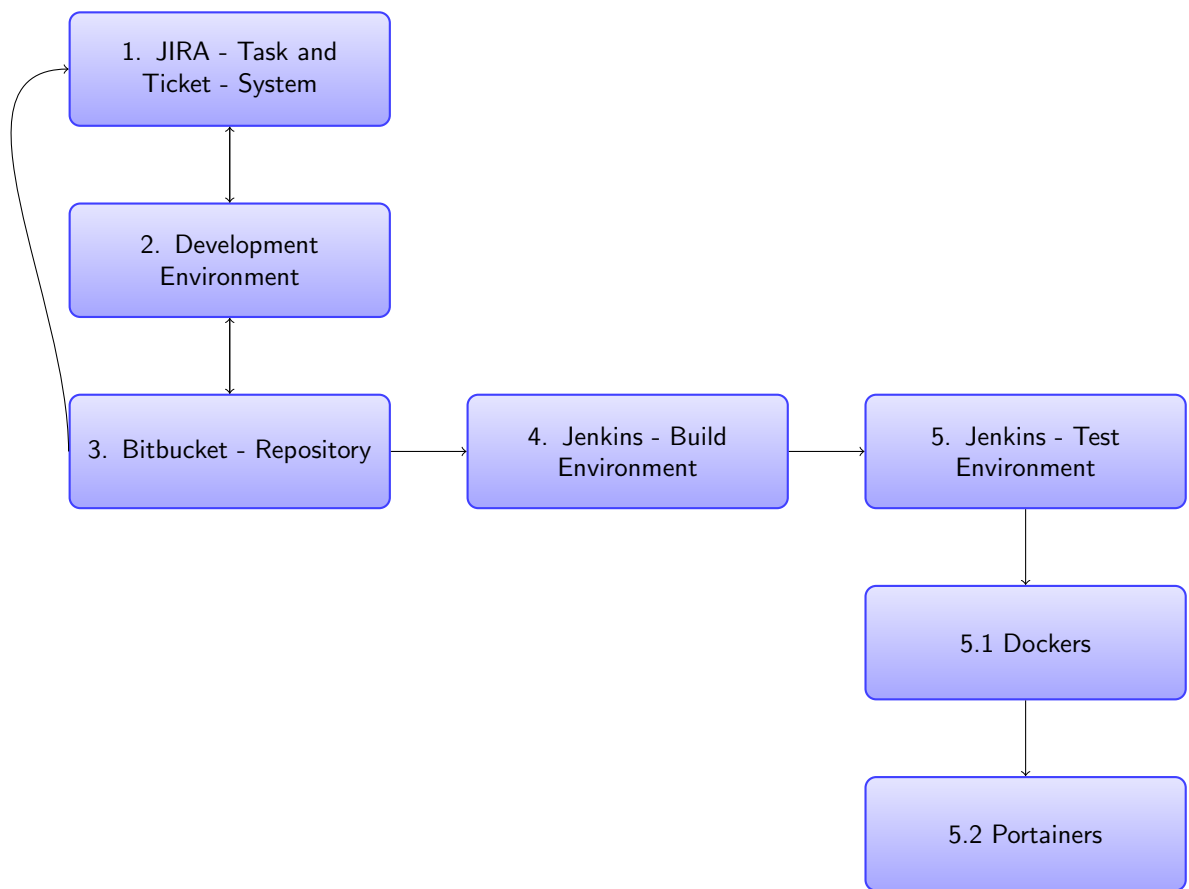 1. JIRA - Task and
Ticket - System
2. Development
Environment
3. Bitbucket - Repository
4. Jenkins - Build
Environment
5. Jenkins - Test
Environment
5.1 Dockers
5.2 Portainers